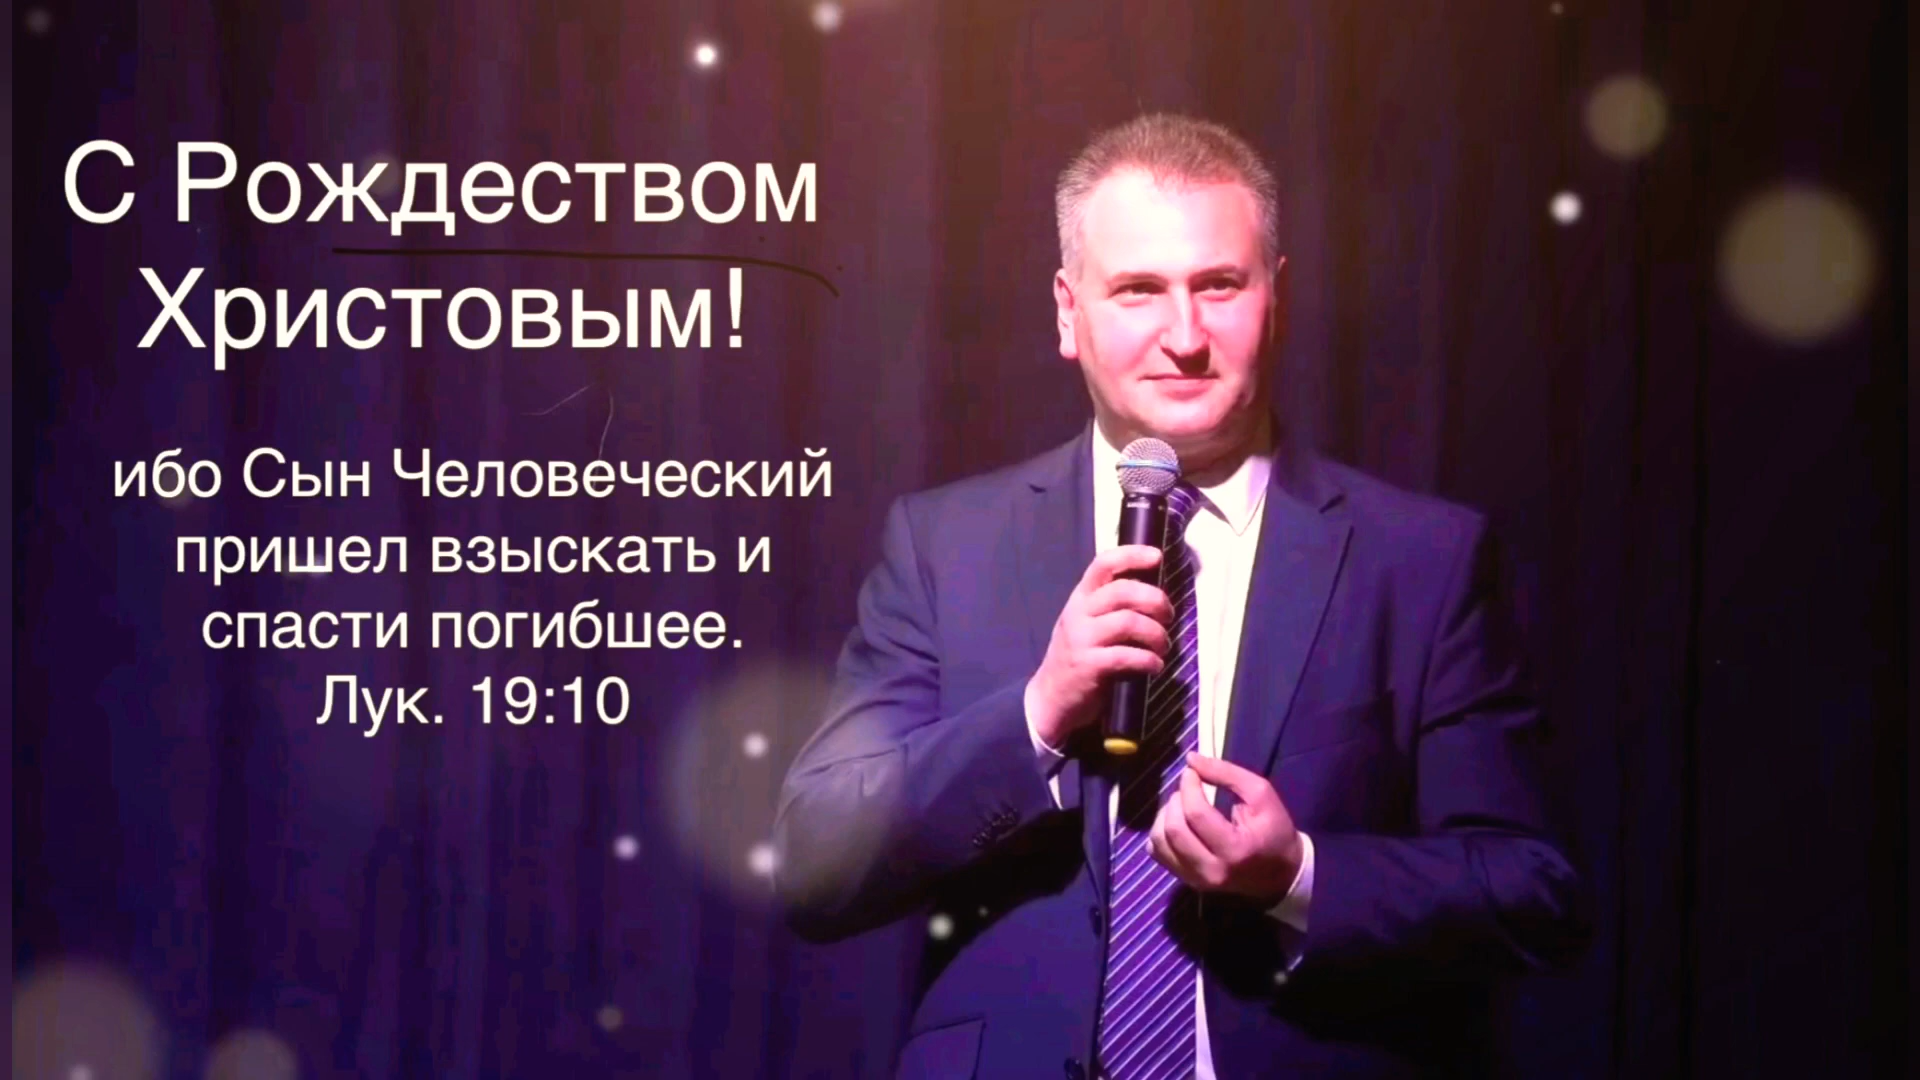 С Рождеством
Христовым!
ибо Сын Человеческий
пришел взыскать и
спасти погибшее.
Лук. 19:10